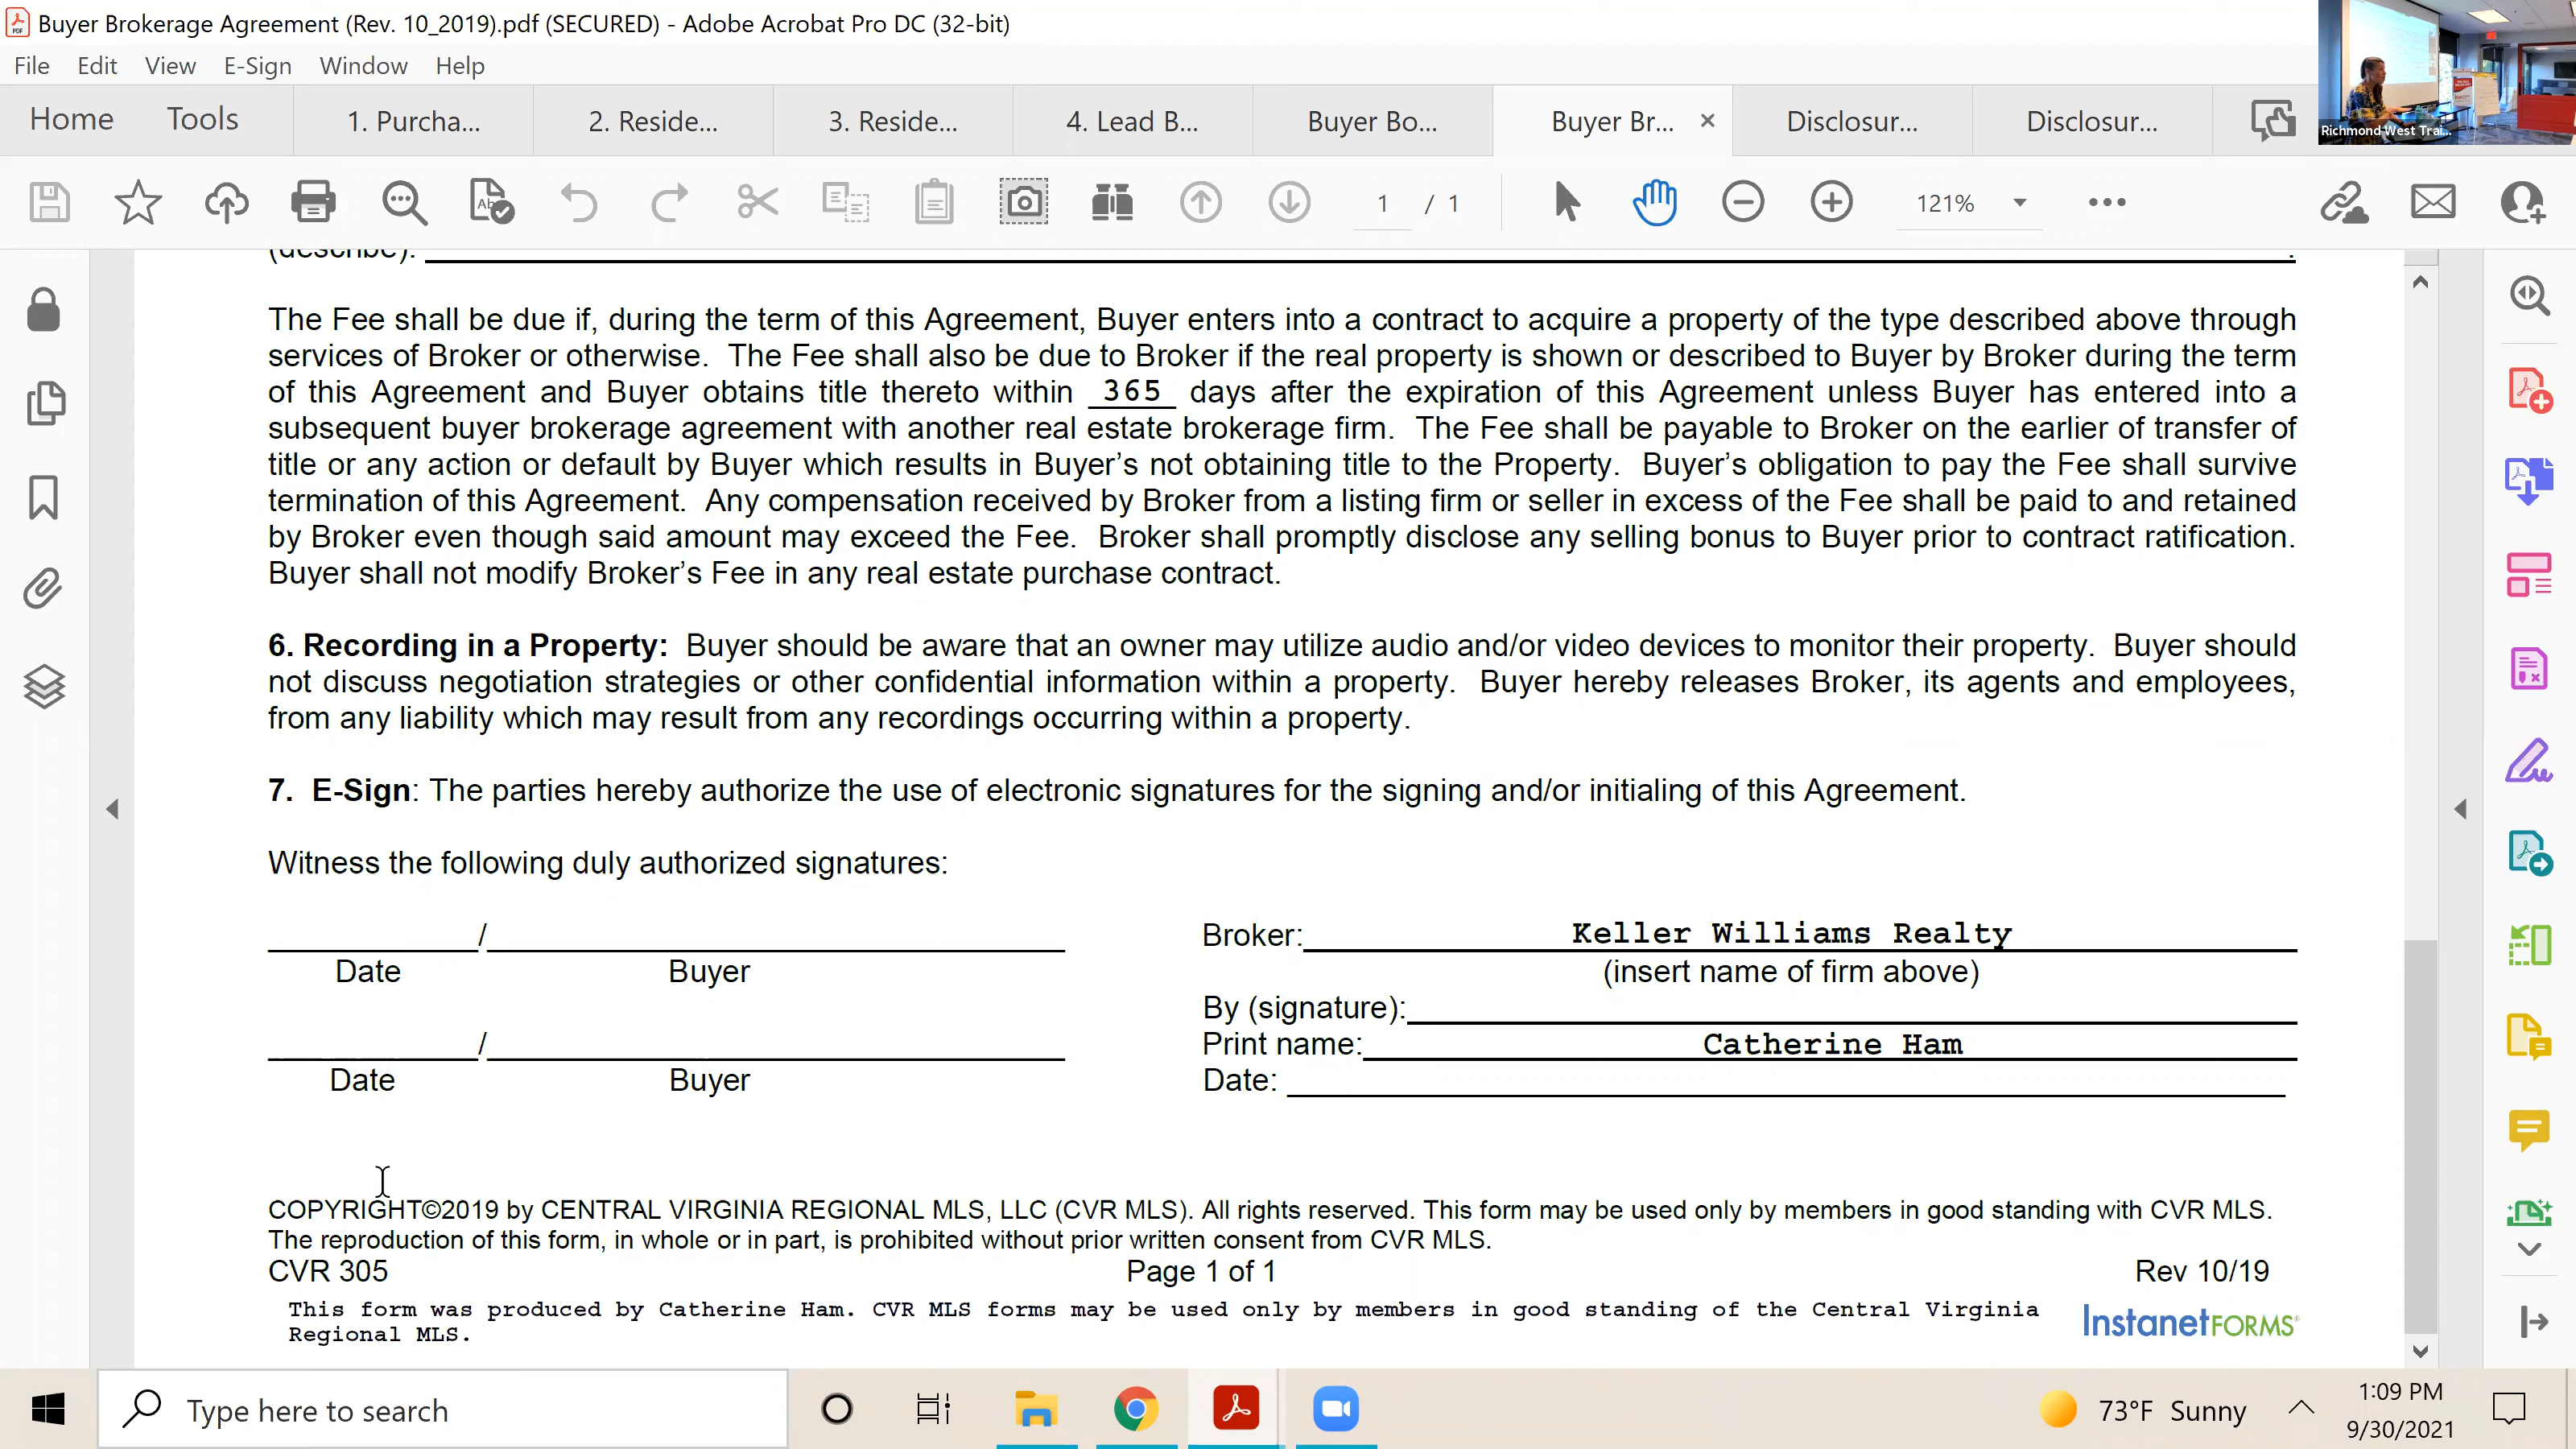 Buyer Brokerage Agreement (Rev. 10_2019).pdf (SECURED) - Adobe Acrobat Pro DC (32-bit)
File Edit View E-Sign Window Help
Home Tools 1. Purcha... 2. Reside... 3. Reside... 4. Lead B... Buyer Bo... Buyer Br... × Disclosur... Disclosur...
Richmond West Trai...
1 / 1 121%
(describe): .
The Fee shall be due if, during the term of this Agreement, Buyer enters into a contract to acquire a property of the type described above through
services of Broker or otherwise. The Fee shall also be due to Broker if the real property is shown or described to Buyer by Broker during the term
of this Agreement and Buyer obtains title thereto within 365 days after the expiration of this Agreement unless Buyer has entered into a
subsequent buyer brokerage agreement with another real estate brokerage firm. The Fee shall be payable to Broker on the earlier of transfer of
title or any action or default by Buyer which results in Buyer's not obtaining title to the Property. Buyer's obligation to pay the Fee shall survive
termination of this Agreement. Any compensation received by Broker from a listing firm or seller in excess of the Fee shall be paid to and retained
by Broker even though said amount may exceed the Fee. Broker shall promptly disclose any selling bonus to Buyer prior to contract ratification.
Buyer shall not modify Broker's Fee in any real estate purchase contract.
6. Recording in a Property: Buyer should be aware that an owner may utilize audio and/or video devices to monitor their property. Buyer should
not discuss negotiation strategies or other confidential information within a property. Buyer hereby releases Broker, its agents and employees,
from any liability which may result from any recordings occurring within a property.
7. E-Sign: The parties hereby authorize the use of electronic signatures for the signing and/or initialing of this Agreement.
Witness the following duly authorized signatures:
/ Broker: Keller Williams Realty
Date Buyer (insert name of firm above)
By (signature):
/ Print name: Catherine Ham
Date Buyer Date:
COPYRIGHT©2019 by CENTRAL VIRGINIA REGIONAL MLS, LLC (CVR MLS). All rights reserved. This form may be used only by members in good standing with CVR MLS.
The reproduction of this form, in whole or in part, is prohibited without prior written consent from CVR MLS.
CVR 305 Page 1 of 1 Rev 10/19
This form was produced by Catherine Ham. CVR MLS forms may be used only by members in good standing of the Central Virginia
Regional MLS.
InstanetFORMS®
Type here to search
73°F Sunny
1:09 PM
9/30/2021